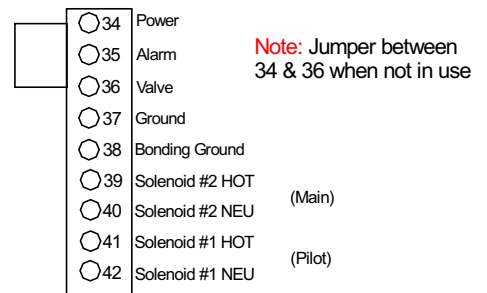 34 Power
35 Alarm
36 Valve
37 Ground
38 Bonding Ground
39 Solenoid #2 HOT
40 Solenoid #2 NEU
(Main)
41 Solenoid #1 HOT
42 Solenoid #1 NEU
(Pilot)
Note: Jumper between
34 & 36 when not in use